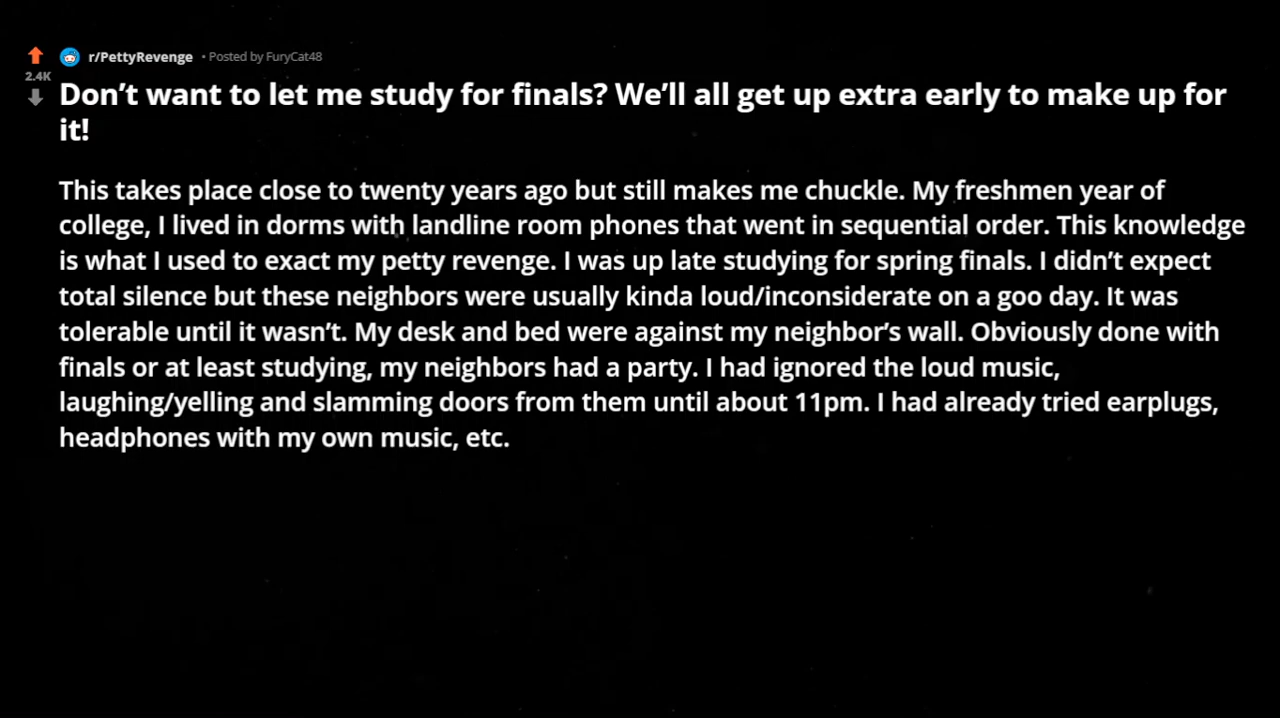 r/PettyRevenge • Posted by FuryCat48
2.4K
Don’t want to let me study for finals? We’ll all get up extra early to make up for
it!
This takes place close to twenty years ago but still makes me chuckle. My freshmen year of
college, I lived in dorms with landline room phones that went in sequential order. This knowledge
is what I used to exact my petty revenge. I was up late studying for spring finals. I didn’t expect
total silence but these neighbors were usually kinda loud/inconsiderate on a goo day. It was
tolerable until it wasn’t. My desk and bed were against my neighbor’s wall. Obviously done with
finals or at least studying, my neighbors had a party. I had ignored the loud music,
laughing/yelling and slamming doors from them until about 11pm. I had already tried earplugs,
headphones with my own music, etc.